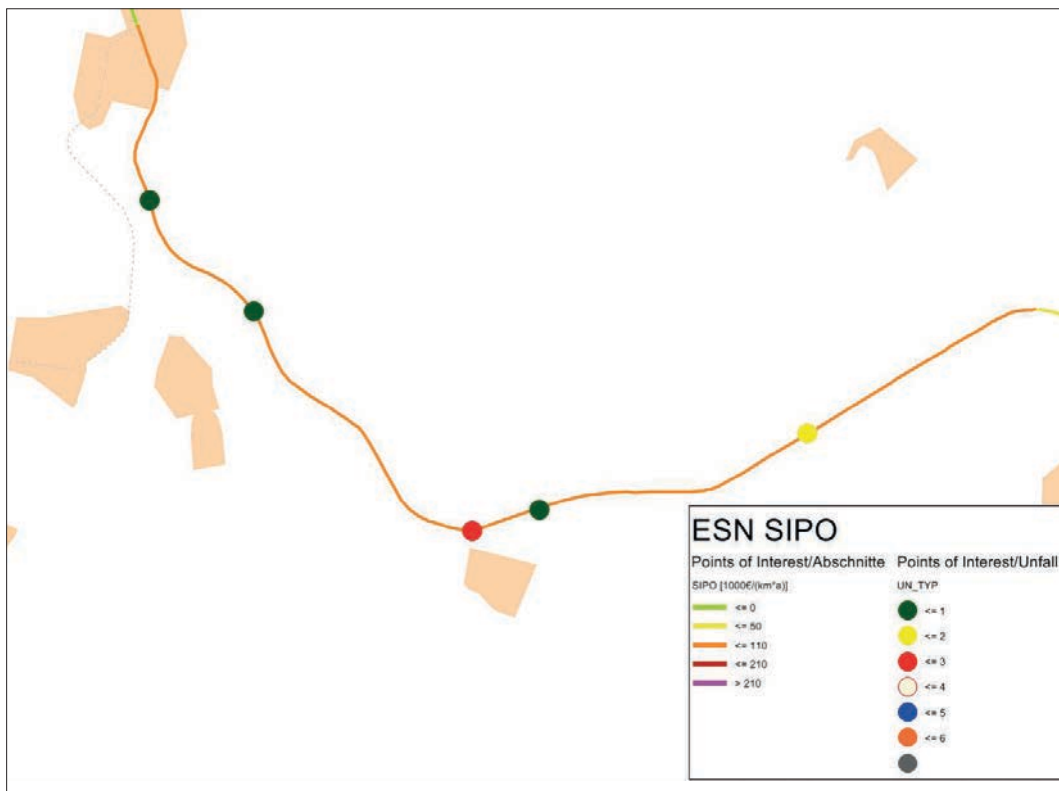 ESN SIPO
Points of Interest/Abschnitte
SIPO [1000€/(km*a)]
<= 0
<= 50
<= 110
<= 210
> 210
Points of Interest/Unfall
UN_TYP
<= 1
<= 2
<= 3
<= 4
<= 5
<= 6